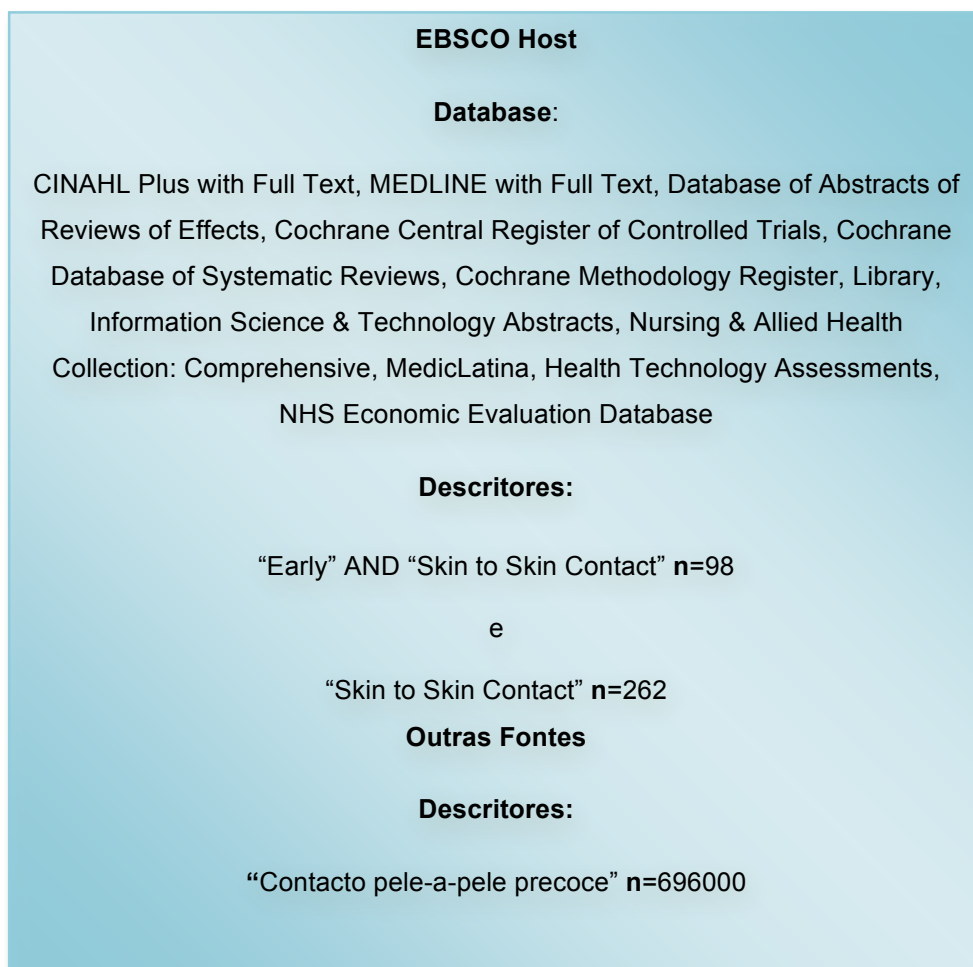 EBSCO Host
Database:
CINAHL Plus with Full Text, MEDLINE with Full Text, Database of Abstracts of
Reviews of Effects, Cochrane Central Register of Controlled Trials, Cochrane
Database of Systematic Reviews, Cochrane Methodology Register, Library,
Information Science & Technology Abstracts, Nursing & Allied Health
Collection: Comprehensive, MedicLatina, Health Technology Assessments,
NHS Economic Evaluation Database
Descritores:
“Early” AND “Skin to Skin Contact” n=98
e
“Skin to Skin Contact” n=262
Outras Fontes
Descritores:
“Contacto pele-a-pele precoce” n=696000